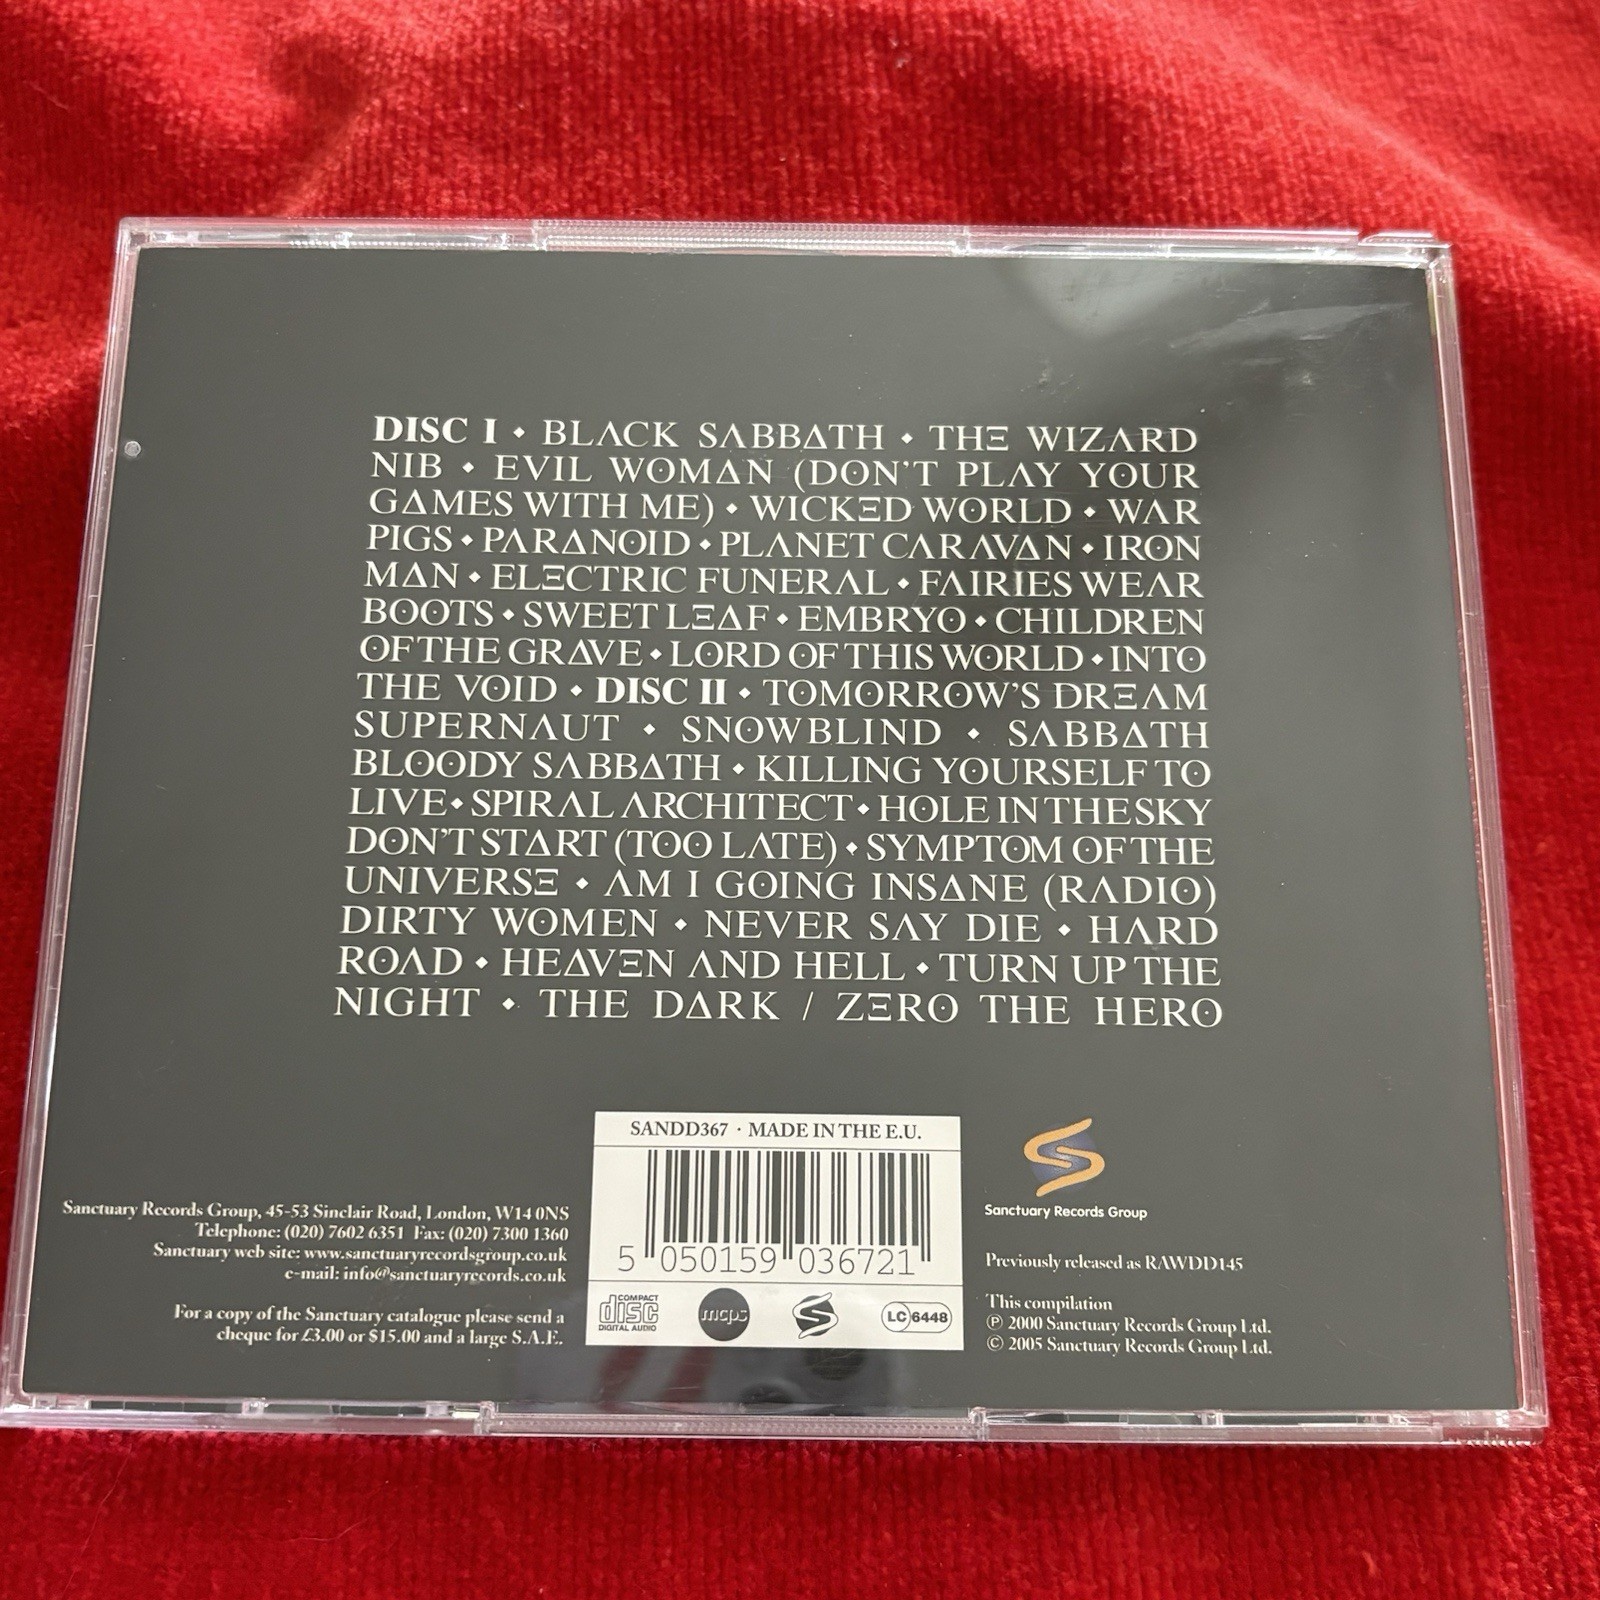 DISC I • BLACK SABBATH • THE WIZARD
NIB • EVIL WOMAN (DON'T PLAY YOUR
GAMES WITH ME) • WICKED WORLD • WAR
PIGS • PARANOID • PLANET CARAVAN • IRON
MAN • ELECTRIC FUNERAL • FAIRIES WEAR
BOOTS • SWEET LEAF • EMBRYO • CHILDREN
OF THE GRAVE • LORD OF THIS WORLD • INTO
THE VOID • DISC II • TOMORROW'S DREAM
SUPERNAUT • SNOWBLIND • SABBATH
BLOODY SABBATH • KILLING YOURSELF TO
LIVE • SPIRAL ARCHITECT • HOLE IN THE SKY
DON'T START (TOO LATE) • SYMPTOM OF THE
UNIVERSE • AM I GOING INSANE (RADIO)
DIRTY WOMEN • NEVER SAY DIE • HARD
ROAD • HEAVEN AND HELL • TURN UP THE
NIGHT • THE DARK / ZERO THE HERO
Sanctuary Records Group, 45-53 Sinclair Road, London, W14 0NS
Telephone: (020) 7602 6351 Fax: (020) 7300 1360
Sanctuary web site: www.sanctuaryrecordsgroup.co.uk
e-mail: info@sanctuaryrecords.co.uk
For a copy of the Sanctuary catalogue please send a
cheque for £3.00 or $15.00 and a large S.A.E.
SANDD367 · MADE IN THE E.U.
5 050159 036721
COMPACT
disc
DIGITAL AUDIO
mcps
LC 6448
Sanctuary Records Group
Previously released as RAWDD145
This compilation
℗ 2000 Sanctuary Records Group Ltd.
© 2005 Sanctuary Records Group Ltd.